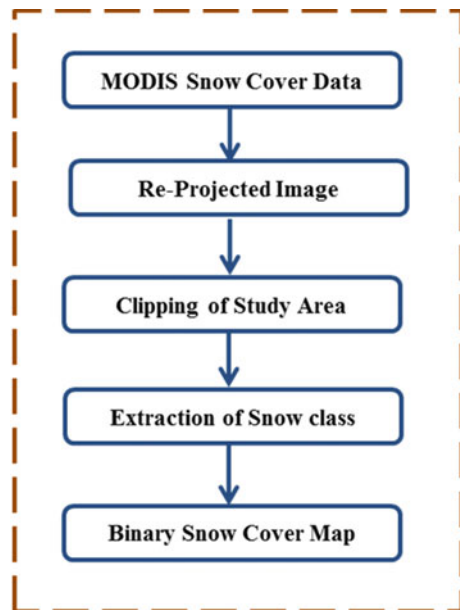 MODIS Snow Cover Data
Re-Projected Image
Clipping of Study Area
Extraction of Snow class
Binary Snow Cover Map